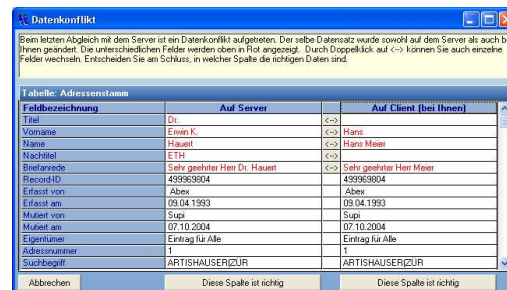 Datenkonflikt
Beim letzten Abgleich mit dem Server ist ein Datenkonflikt aufgetreten. Der selbe Datensatz wurde sowohl auf dem Server als auch b
Ihnen geändert. Die unterschiedlichen Felder werden oben in Rot angezeigt. Durch Doppelklick auf <--> können Sie auch einzelne
Felder wechseln. Entscheiden Sie am Schluss, in welcher Spalte die richtigen Daten sind.
Tabelle: Adressenstamm
Feldbezeichnung Auf Server Auf Client (bei Ihnen)
Titel Dr. <-->
Vorname Erwin K. <--> Hans
Name Hauert <--> Hans Meier
Nachtitel ETH <-->
Briefanrede Sehr geehrter Herr Dr. Hauert <--> Sehr geehrter Herr Meier
Record-ID 499969804 499969804
Erfasst von Abex Abex
Erfasst am 09.04.1993 09.04.1993
Mutiert von Supi Supi
Mutiert am 07.10.2004 07.10.2004
Eigentümer Eintrag für Alle Eintrag für Alle
Adressnummer 1 1
Suchbegriff ARTISHAUSER|ZÜR ARTISHAUSER|ZÜR
Abbrechen Diese Spalte ist richtig Diese Spalte ist richtig